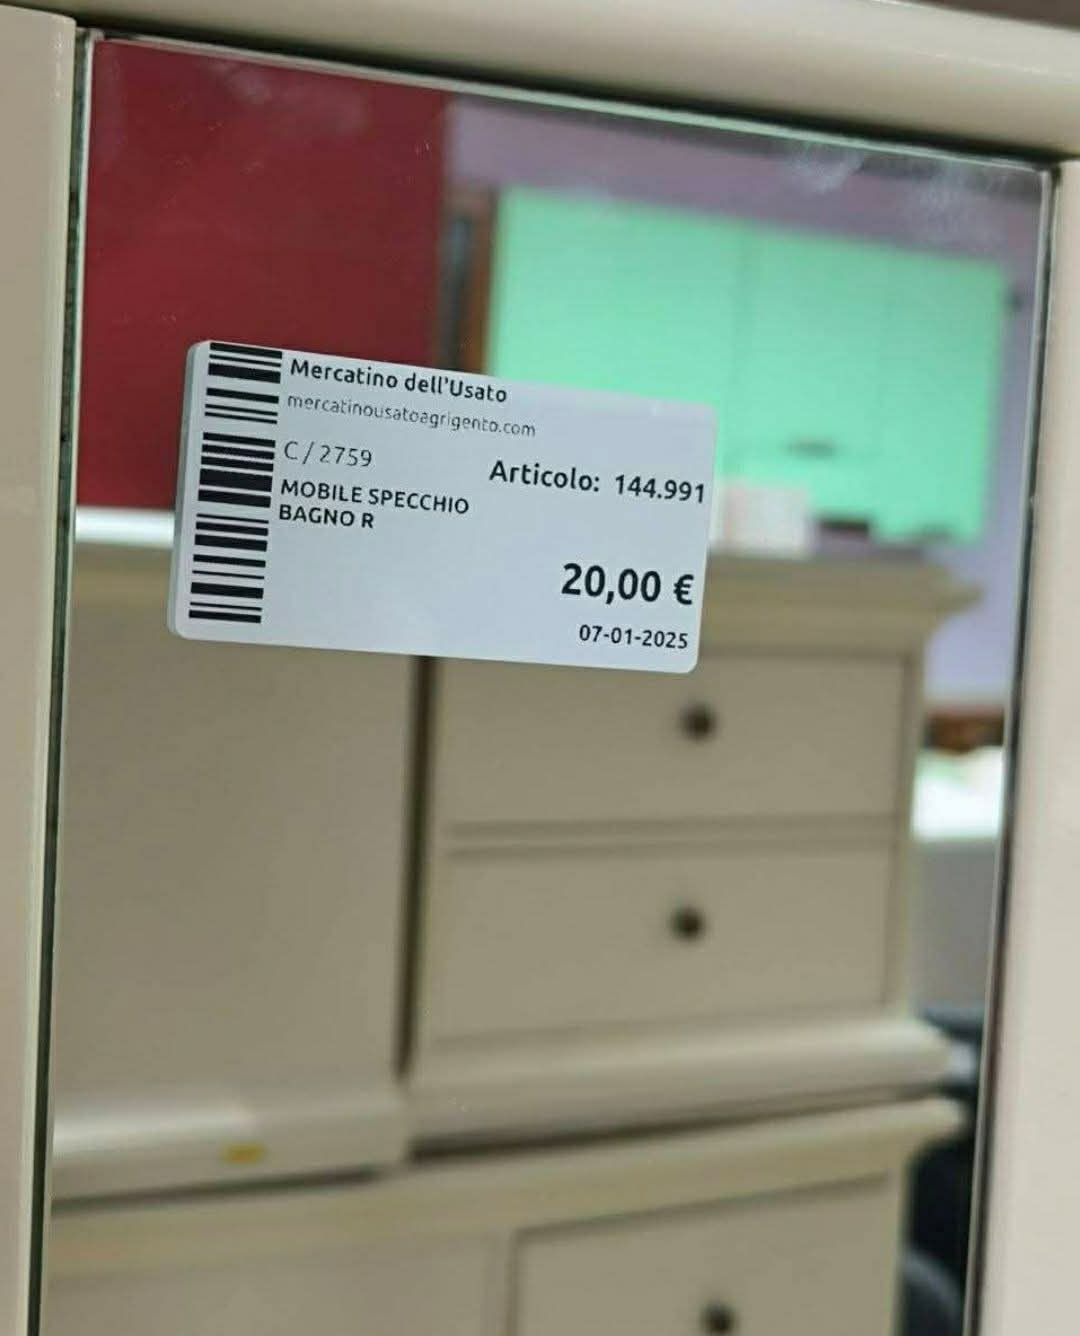 Mercatino dell'Usato
mercatinousatoagrigento.com
C/2759
Articolo: 144.991
MOBILE SPECCHIO
BAGNO R
20,00 €
07-01-2025